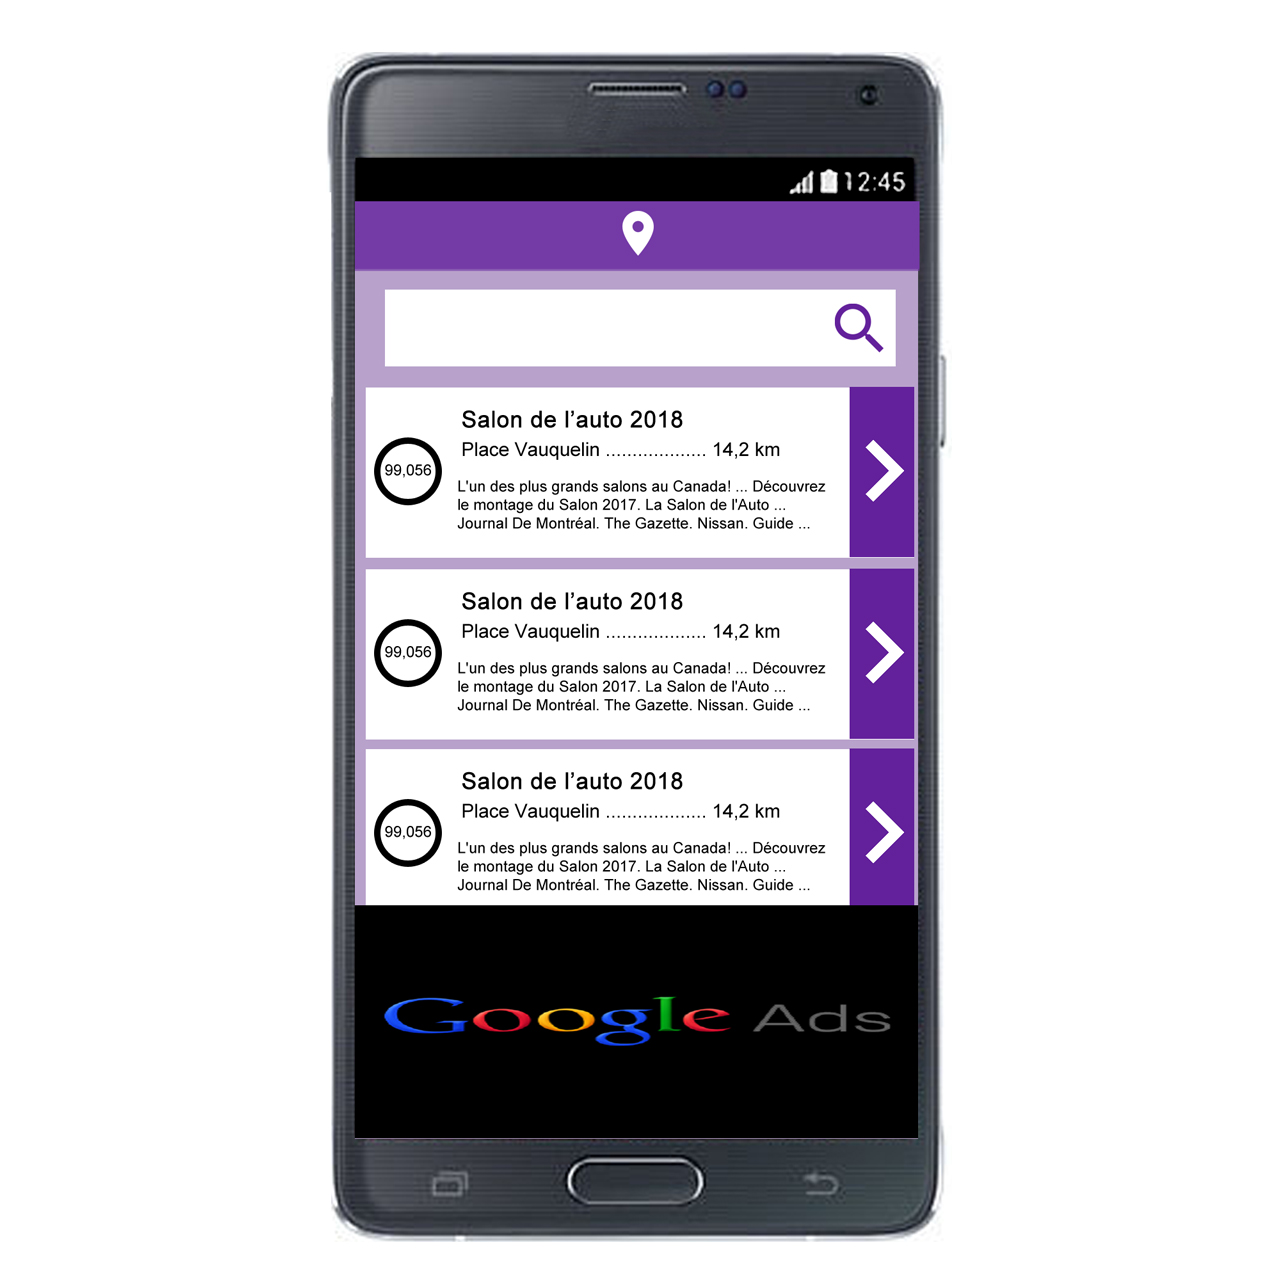 12:45
Salon de l’auto 2018
Place Vauquelin ................... 14,2 km
99,056
L'un des plus grands salons au Canada! ... Découvrez
le montage du Salon 2017. La Salon de l'Auto ...
Journal De Montréal. The Gazette. Nissan. Guide ...
Salon de l’auto 2018
Place Vauquelin ................... 14,2 km
99,056
L'un des plus grands salons au Canada! ... Découvrez
le montage du Salon 2017. La Salon de l'Auto ...
Journal De Montréal. The Gazette. Nissan. Guide ...
Salon de l’auto 2018
Place Vauquelin ................... 14,2 km
99,056
L'un des plus grands salons au Canada! ... Découvrez
le montage du Salon 2017. La Salon de l'Auto ...
Journal De Montréal. The Gazette. Nissan. Guide ...
Google Ads